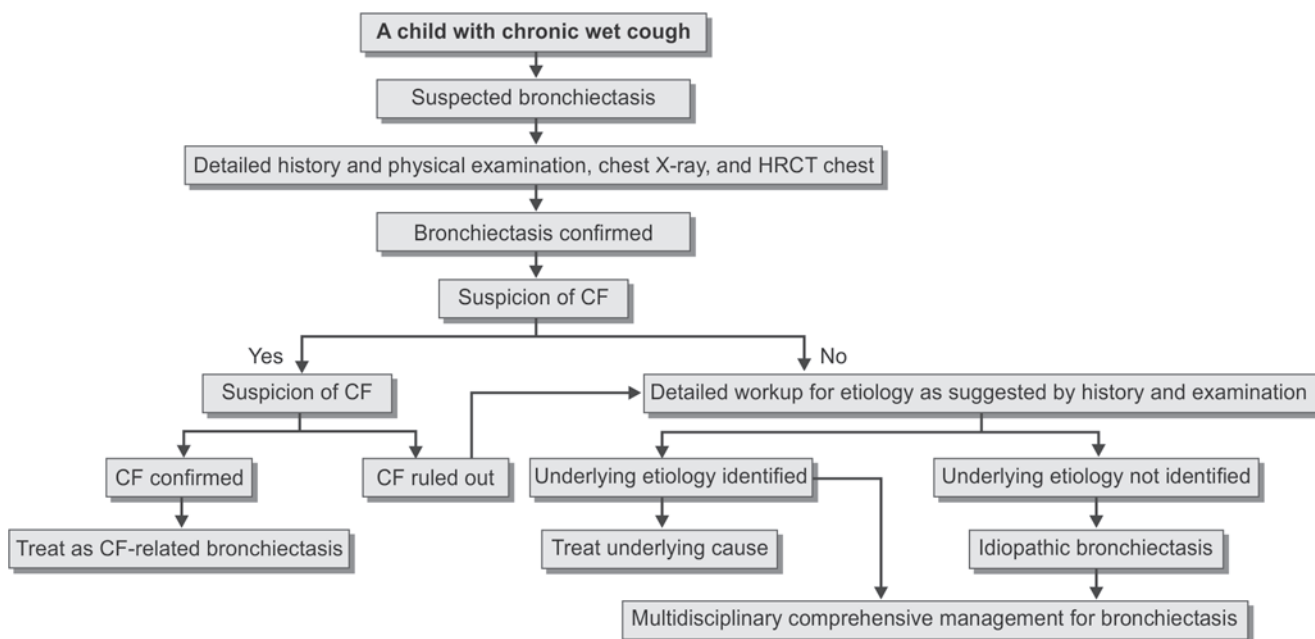 A child with chronic wet cough
Suspected bronchiectasis
Detailed history and physical examination, chest X-ray, and HRCT chest
Bronchiectasis confirmed
Suspicion of CF
Yes
No
Suspicion of CF
Detailed workup for etiology as suggested by history and examination
CF confirmed
CF ruled out
Underlying etiology identified
Underlying etiology not identified
Treat as CF-related bronchiectasis
Treat underlying cause
Idiopathic bronchiectasis
Multidisciplinary comprehensive management for bronchiectasis